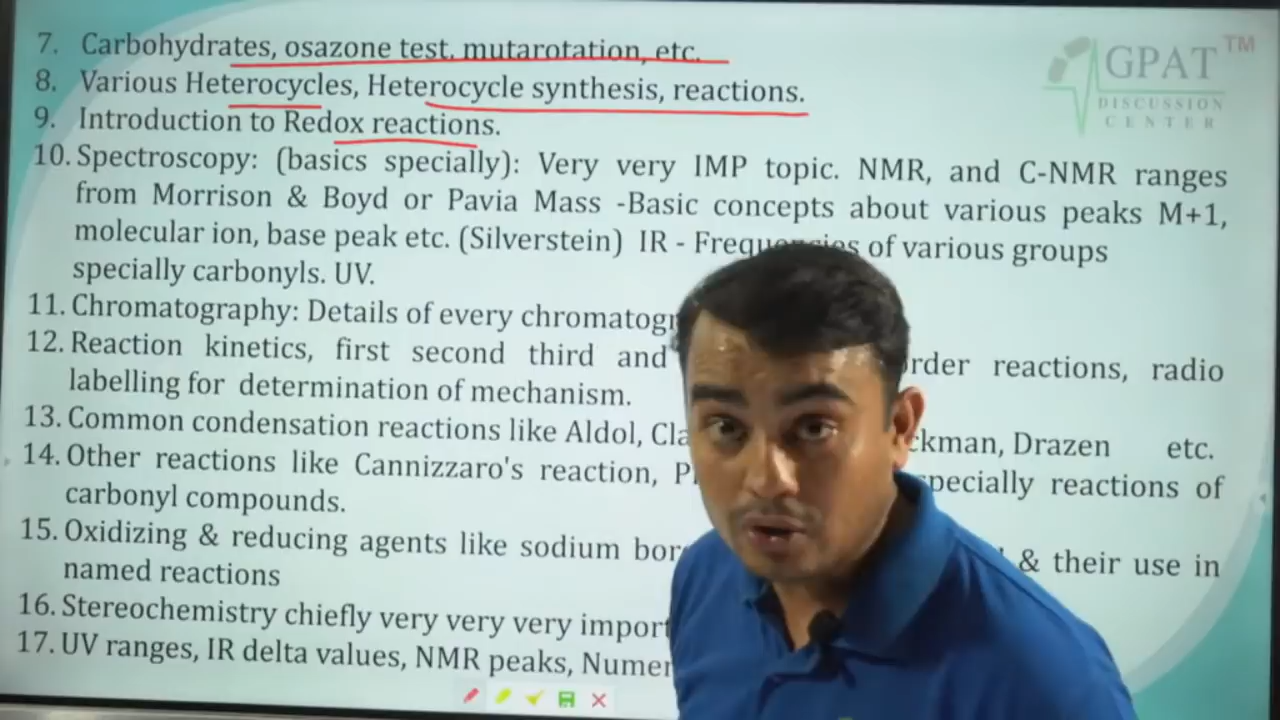 7. Carbohydrates, osazone test, mutarotation, etc.
8. Various Heterocycles, Heterocycle synthesis, reactions.
9. Introduction to Redox reactions.
10. Spectroscopy: (basics specially): Very very IMP topic. NMR, and C-NMR ranges
from Morrison & Boyd or Pavia Mass -Basic concepts about various peaks M+1,
molecular ion, base peak etc. (Silverstein) IR - Frequencies of various groups
specially carbonyls. UV.
11. Chromatography: Details of every
12. Reaction kinetics, first second third and reactions, radio
labelling for determination of mechanism.
13. Common condensation reactions like Aldol, Drazen etc.
14. Other reactions like Cannizzaro's reaction, reactions of
carbonyl compounds.
15. Oxidizing & reducing agents like sodium & their use in
named reactions
16. Stereochemistry chiefly very very very
17. UV ranges, IR delta values, NMR peaks,
GPAT TM
DISCUSSION
CENTER